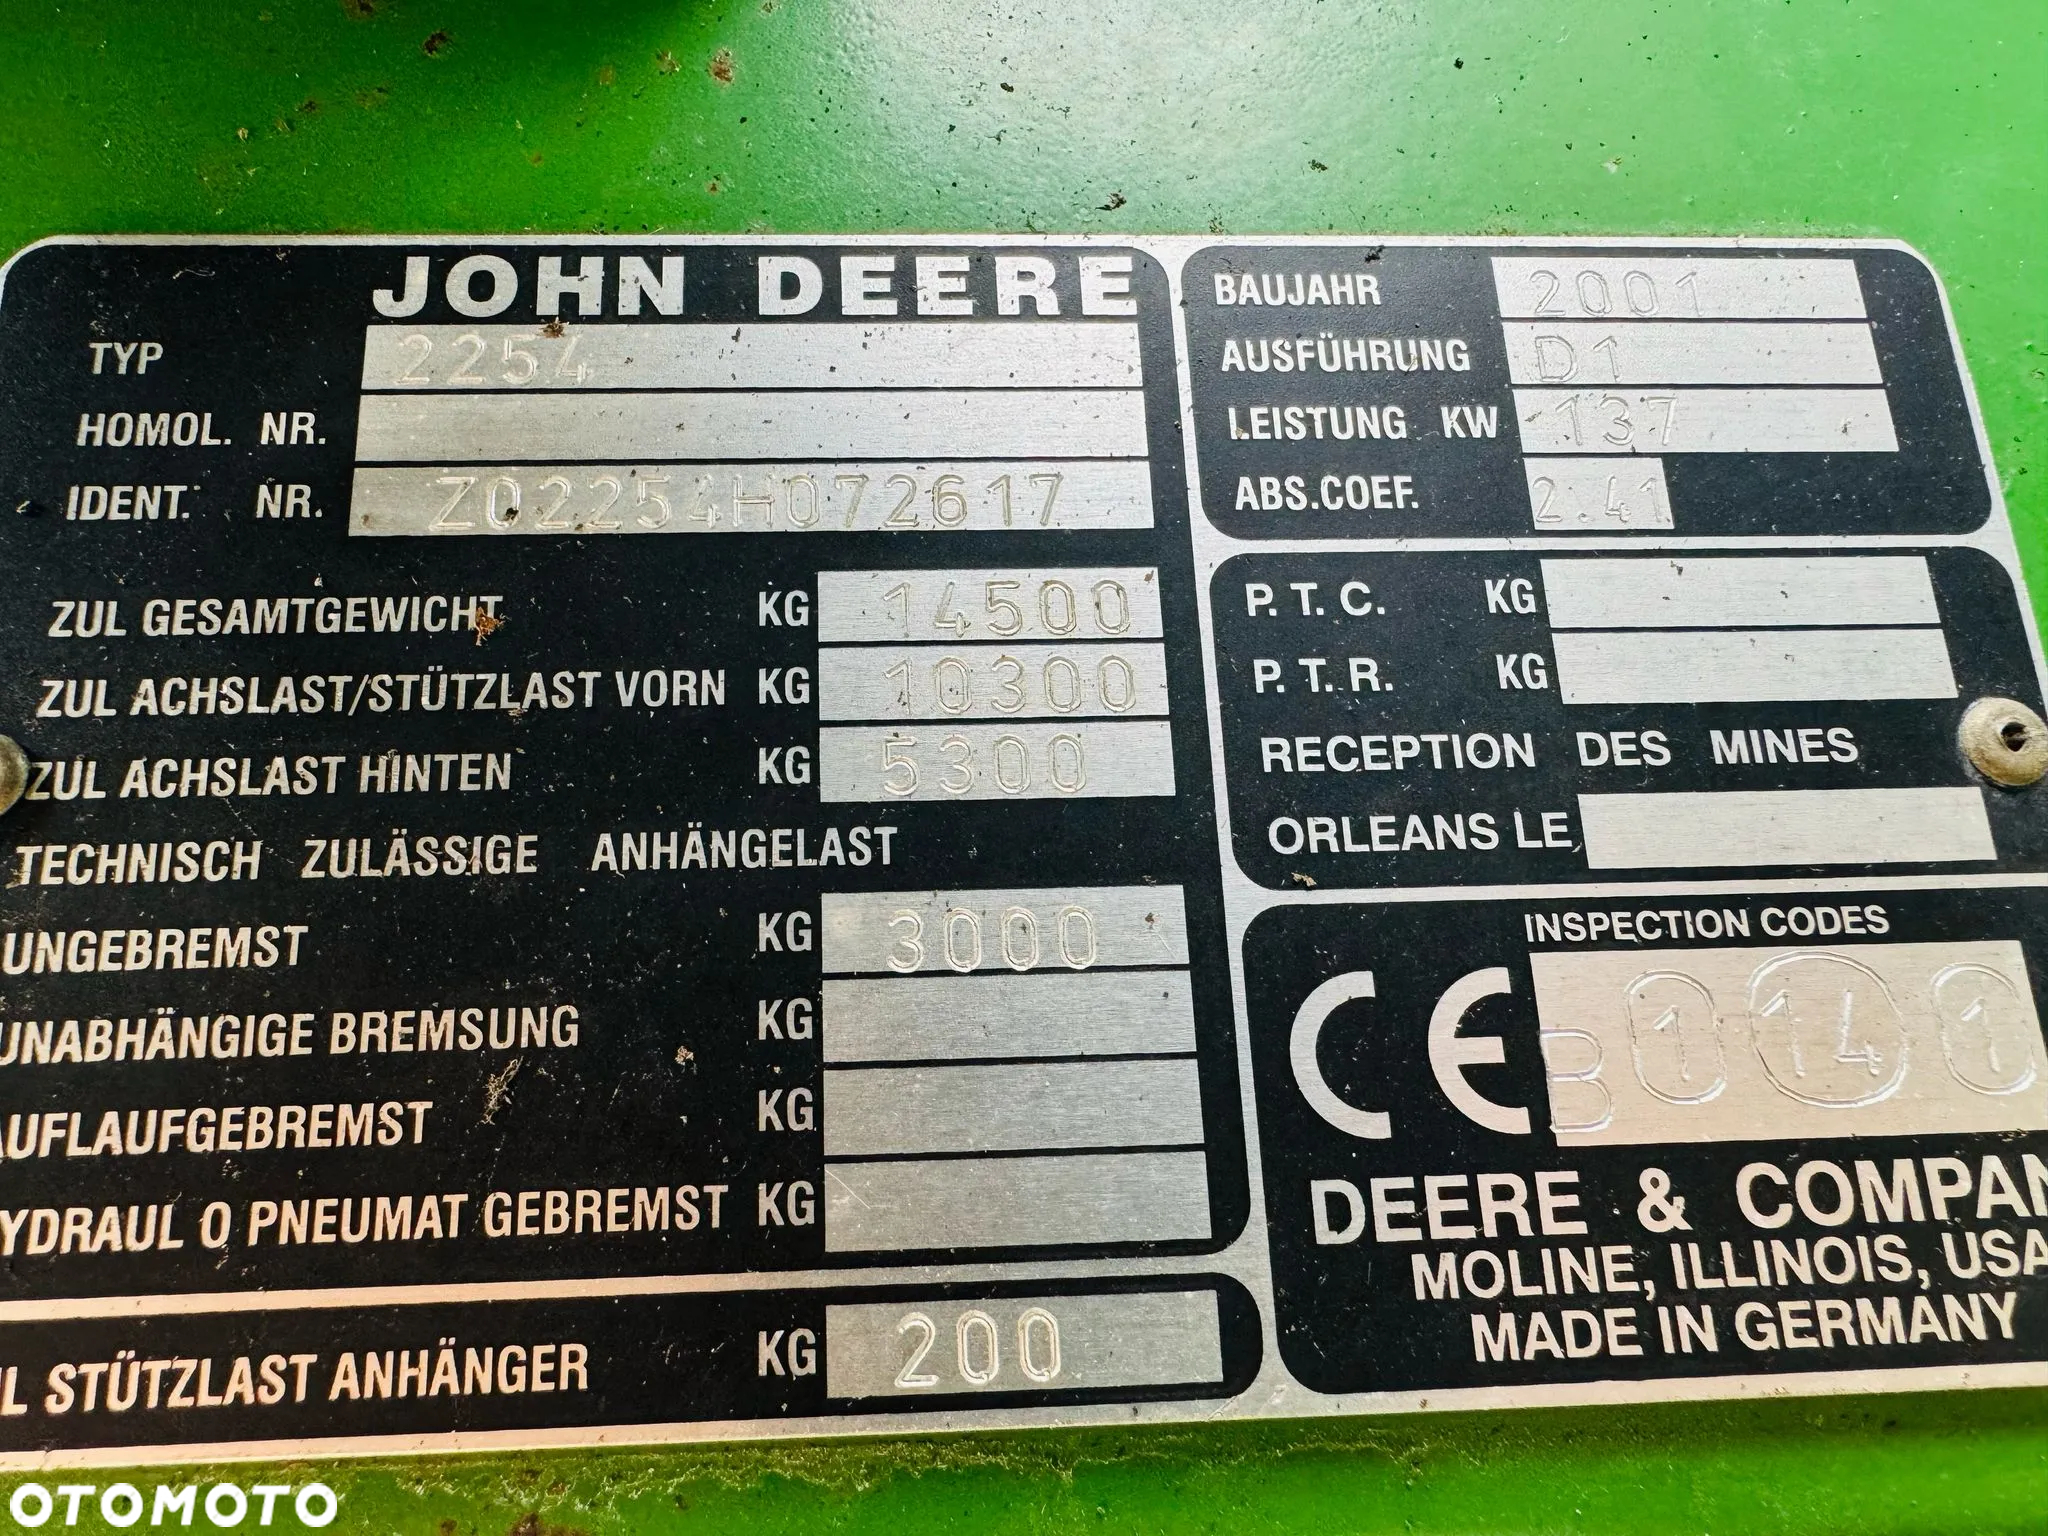 JOHN DEERE
TYP 2254
HOMOL. NR.
IDENT. NR. Z02254H072617
ZUL GESAMTGEWICHT KG 14500
ZUL ACHSLAST/STÜTZLAST VORN KG 10300
ZUL ACHSLAST HINTEN KG 5300
TECHNISCH ZULÄSSIGE ANHÄNGELAST
UNGEBREMST KG 3000
UNABHÄNGIGE BREMSUNG KG
AUFLAUFGEBREMST KG
YDRAUL O PNEUMAT GEBREMST KG
L STÜTZLAST ANHÄNGER KG 200
BAUJAHR 2001
AUSFÜHRUNG D1
LEISTUNG KW 137
ABS.COEF. 2.41
P. T. C. KG
P. T. R. KG
RECEPTION DES MINES
ORLEANS LE
INSPECTION CODES
CE B 1 14 1
DEERE & COMPAN
MOLINE, ILLINOIS, USA
MADE IN GERMANY
OTOMOTO